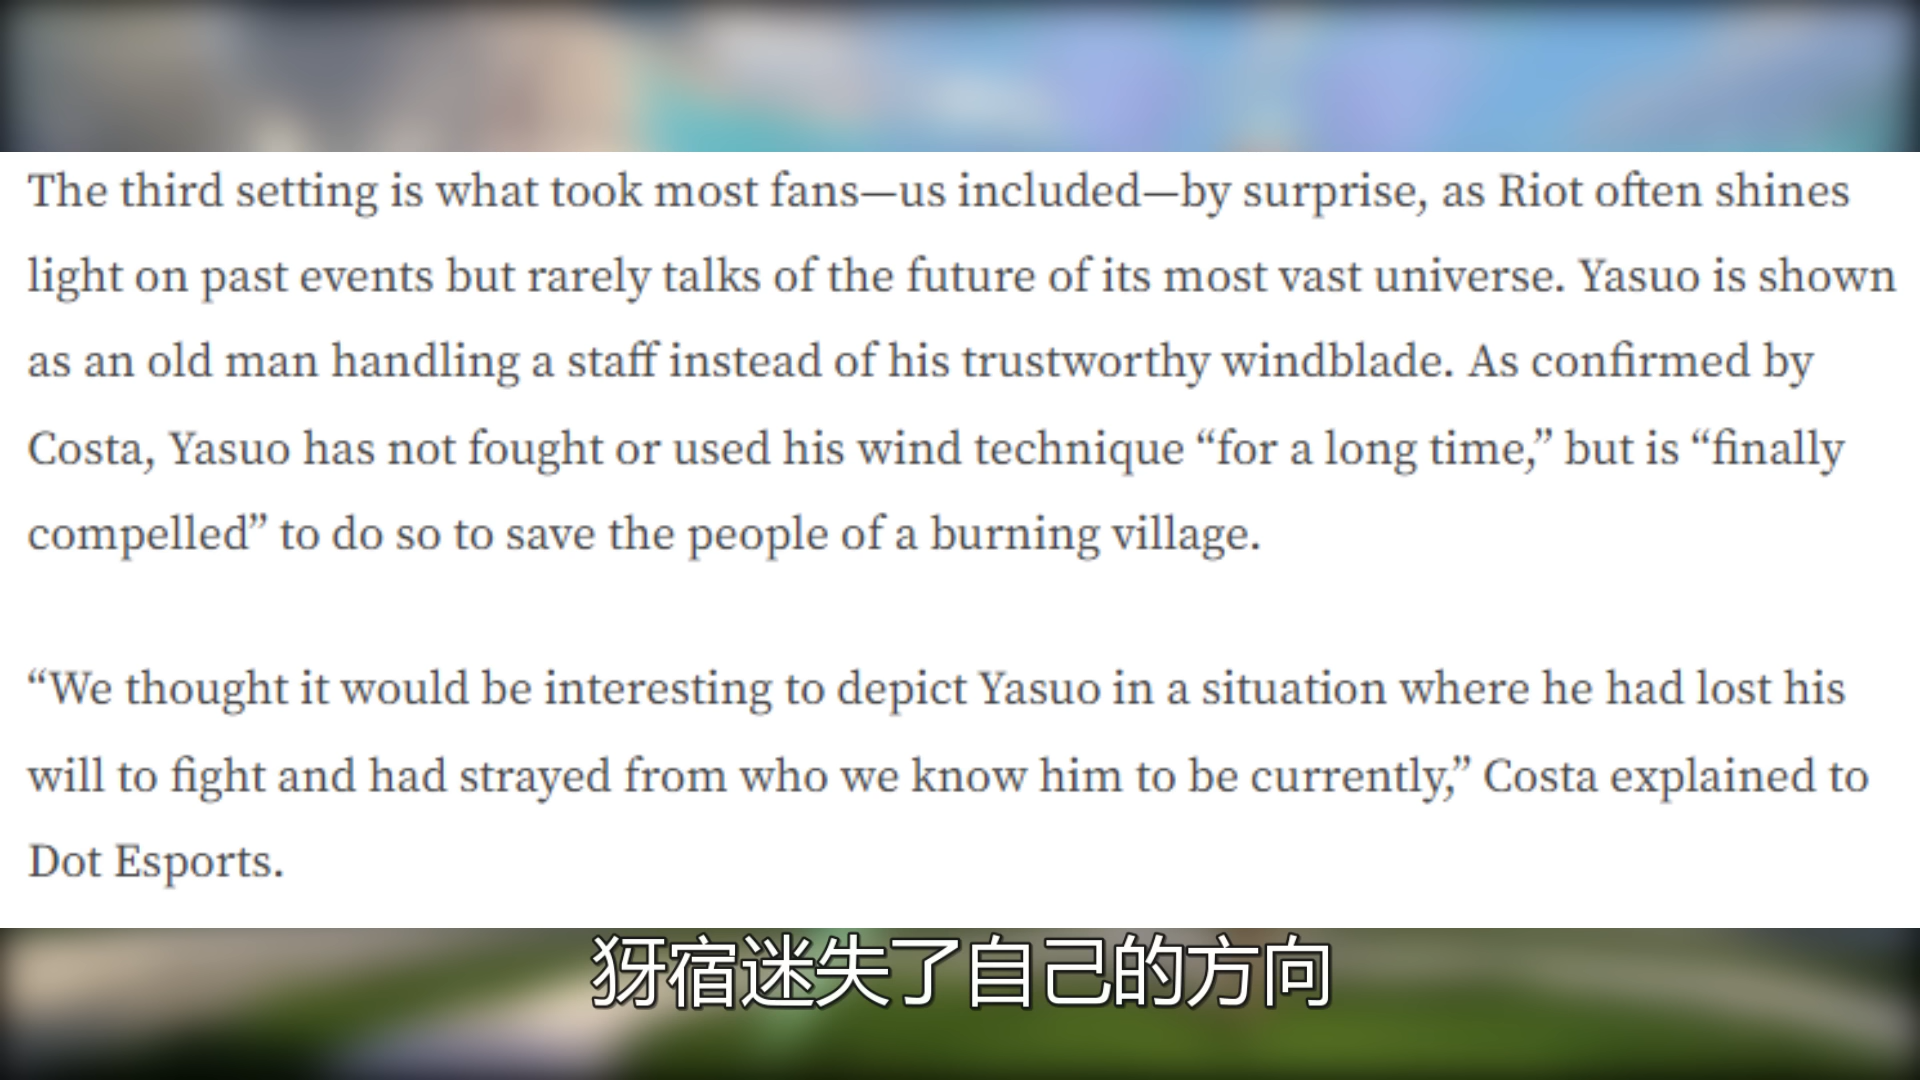 The third setting is what took most fans—us included—by surprise, as Riot often shines
light on past events but rarely talks of the future of its most vast universe. Yasuo is shown
as an old man handling a staff instead of his trustworthy windblade. As confirmed by
Costa, Yasuo has not fought or used his wind technique “for a long time,” but is “finally
compelled” to do so to save the people of a burning village.
“We thought it would be interesting to depict Yasuo in a situation where he had lost his
will to fight and had strayed from who we know him to be currently,” Costa explained to
Dot Esports.
犽宿迷失了自己的方向